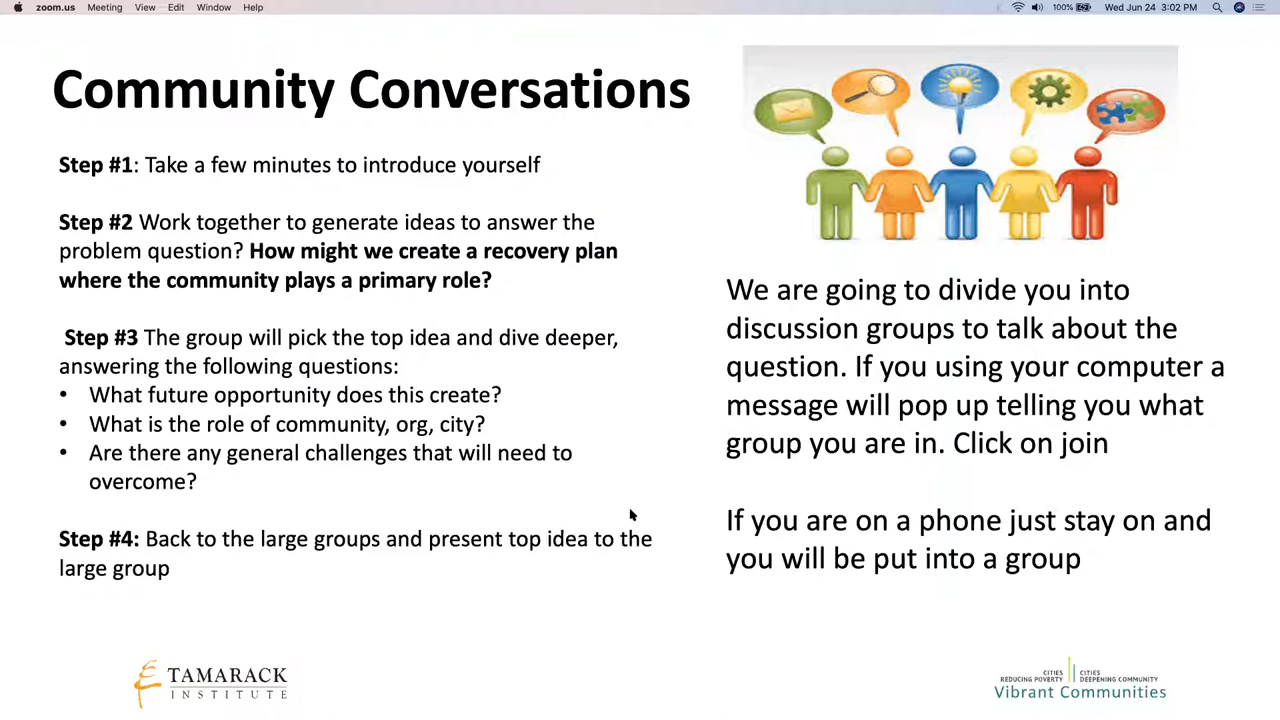 zoom.us Meeting View Edit Window Help
100% Wed Jun 24 3:02 PM
Community Conversations
Step #1: Take a few minutes to introduce yourself
Step #2 Work together to generate ideas to answer the
problem question? How might we create a recovery plan
where the community plays a primary role?
Step #3 The group will pick the top idea and dive deeper,
answering the following questions:
• What future opportunity does this create?
• What is the role of community, org, city?
• Are there any general challenges that will need to
overcome?
Step #4: Back to the large groups and present top idea to the
large group
We are going to divide you into
discussion groups to talk about the
question. If you using your computer a
message will pop up telling you what
group you are in. Click on join
If you are on a phone just stay on and
you will be put into a group
TAMARACK
INSTITUTE
CITIES
REDUCING POVERTY
CITIES
DEEPENING COMMUNITY
Vibrant Communities